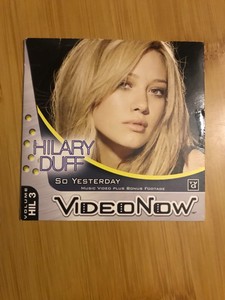 HILARY
DUFF
SO YESTERDAY
MUSIC VIDEO PLUS BONUS FOOTAGE
VOLUME
HIL 3
VIDEONOW